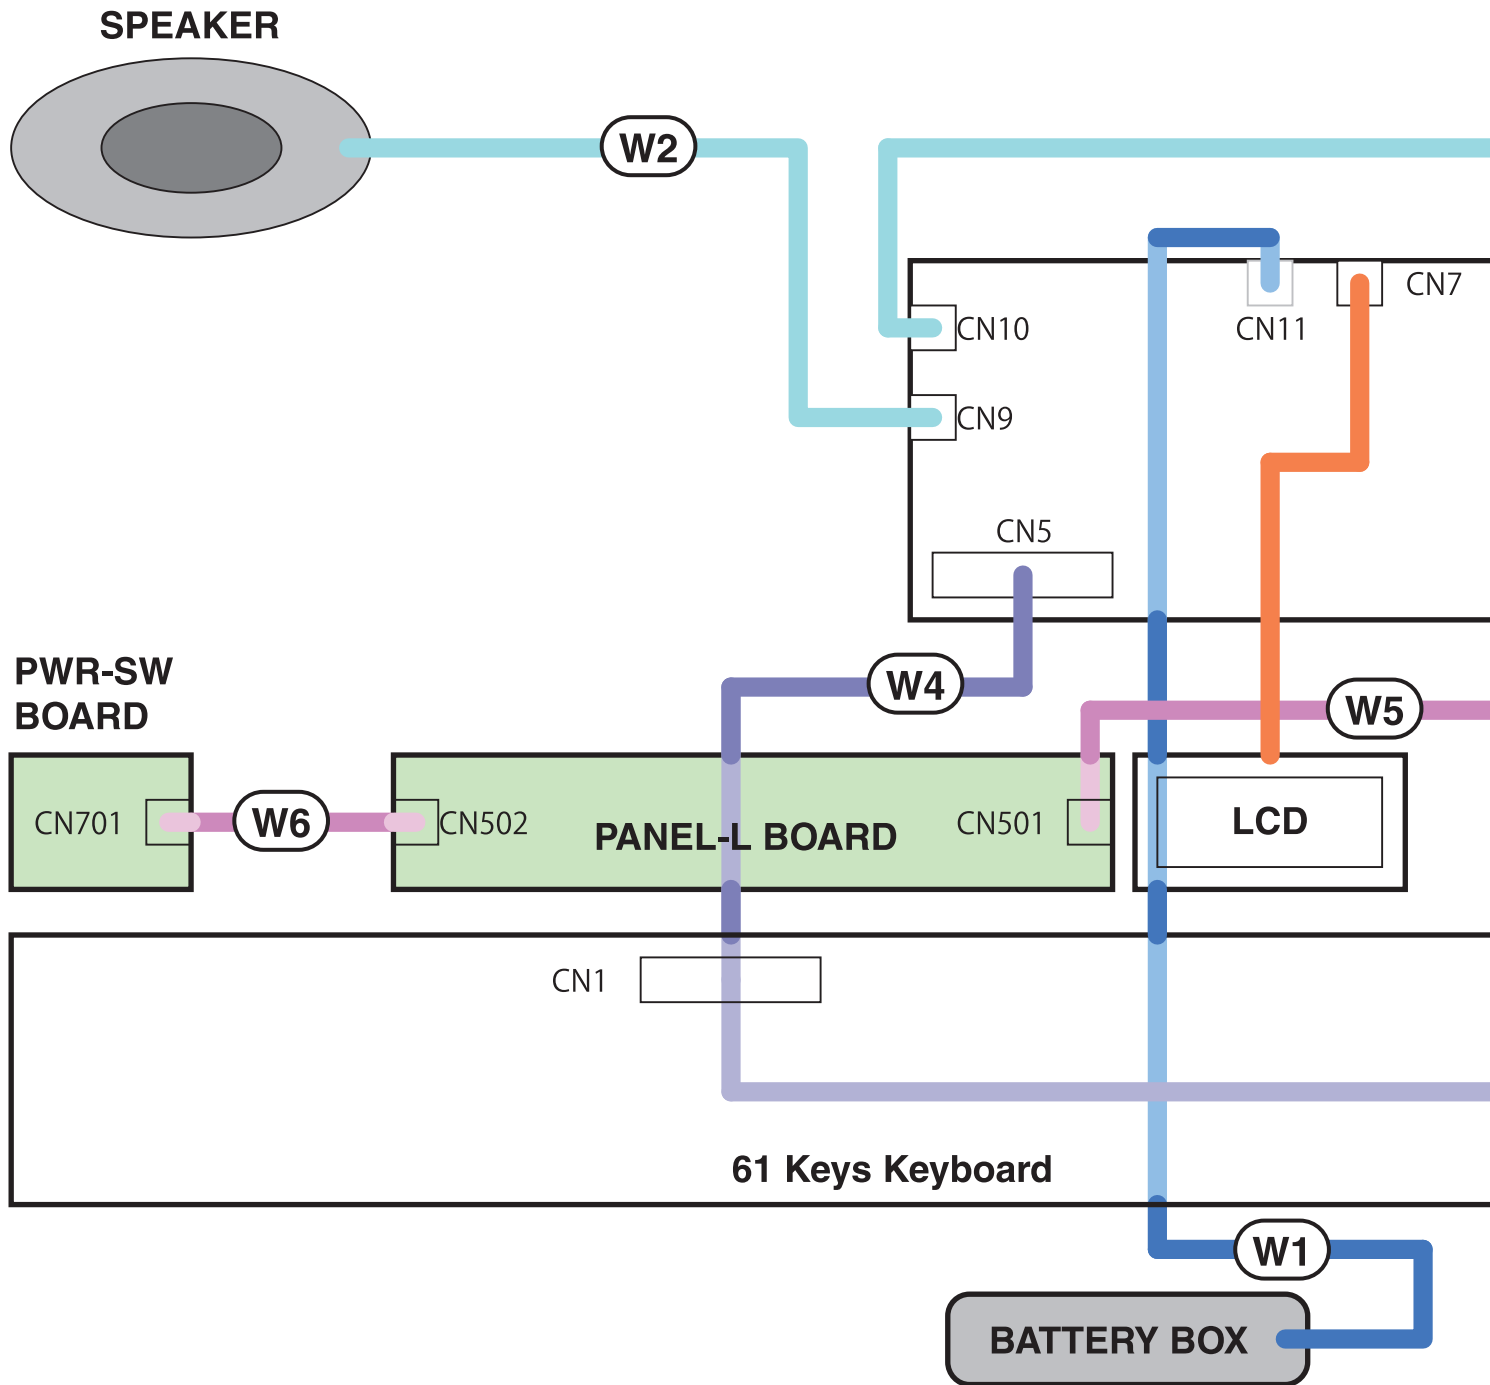 SPEAKER
W2
CN7
CN10
CN11
CN9
CN5
PWR-SW
BOARD
W4
W5
CN701
W6
CN502
PANEL-L BOARD
CN501
LCD
CN1
61 Keys Keyboard
W1
BATTERY BOX